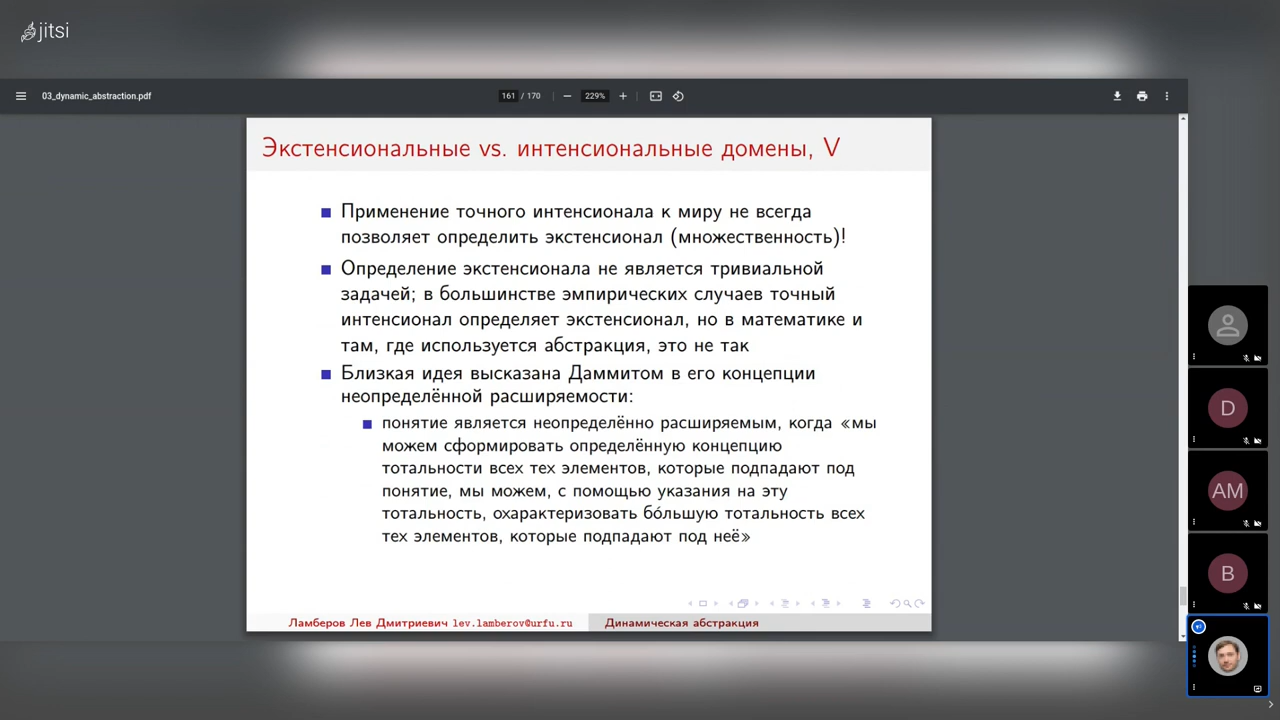 jitsi
03_dynamic_abstraction.pdf
161 / 170
229%
Экстенсиональные vs. интенсиональные домены, V
Применение точного интенсионала к миру не всегда
позволяет определить экстенсионал (множественность)!
Определение экстенсионала не является тривиальной
задачей; в большинстве эмпирических случаев точный
интенсионал определяет экстенсионал, но в математике и
там, где используется абстракция, это не так
Близкая идея высказана Даммитом в его концепции
неопределённой расширяемости:
понятие является неопределённо расширяемым, когда «мы
можем сформировать определённую концепцию
тотальности всех тех элементов, которые подпадают под
понятие, мы можем, с помощью указания на эту
тотальность, охарактеризовать бо́льшую тотальность всех
тех элементов, которые подпадают под неё»
Ламберов Лев Дмитриевич lev.lamberov@urfu.ru
Динамическая абстракция
D
AM
B